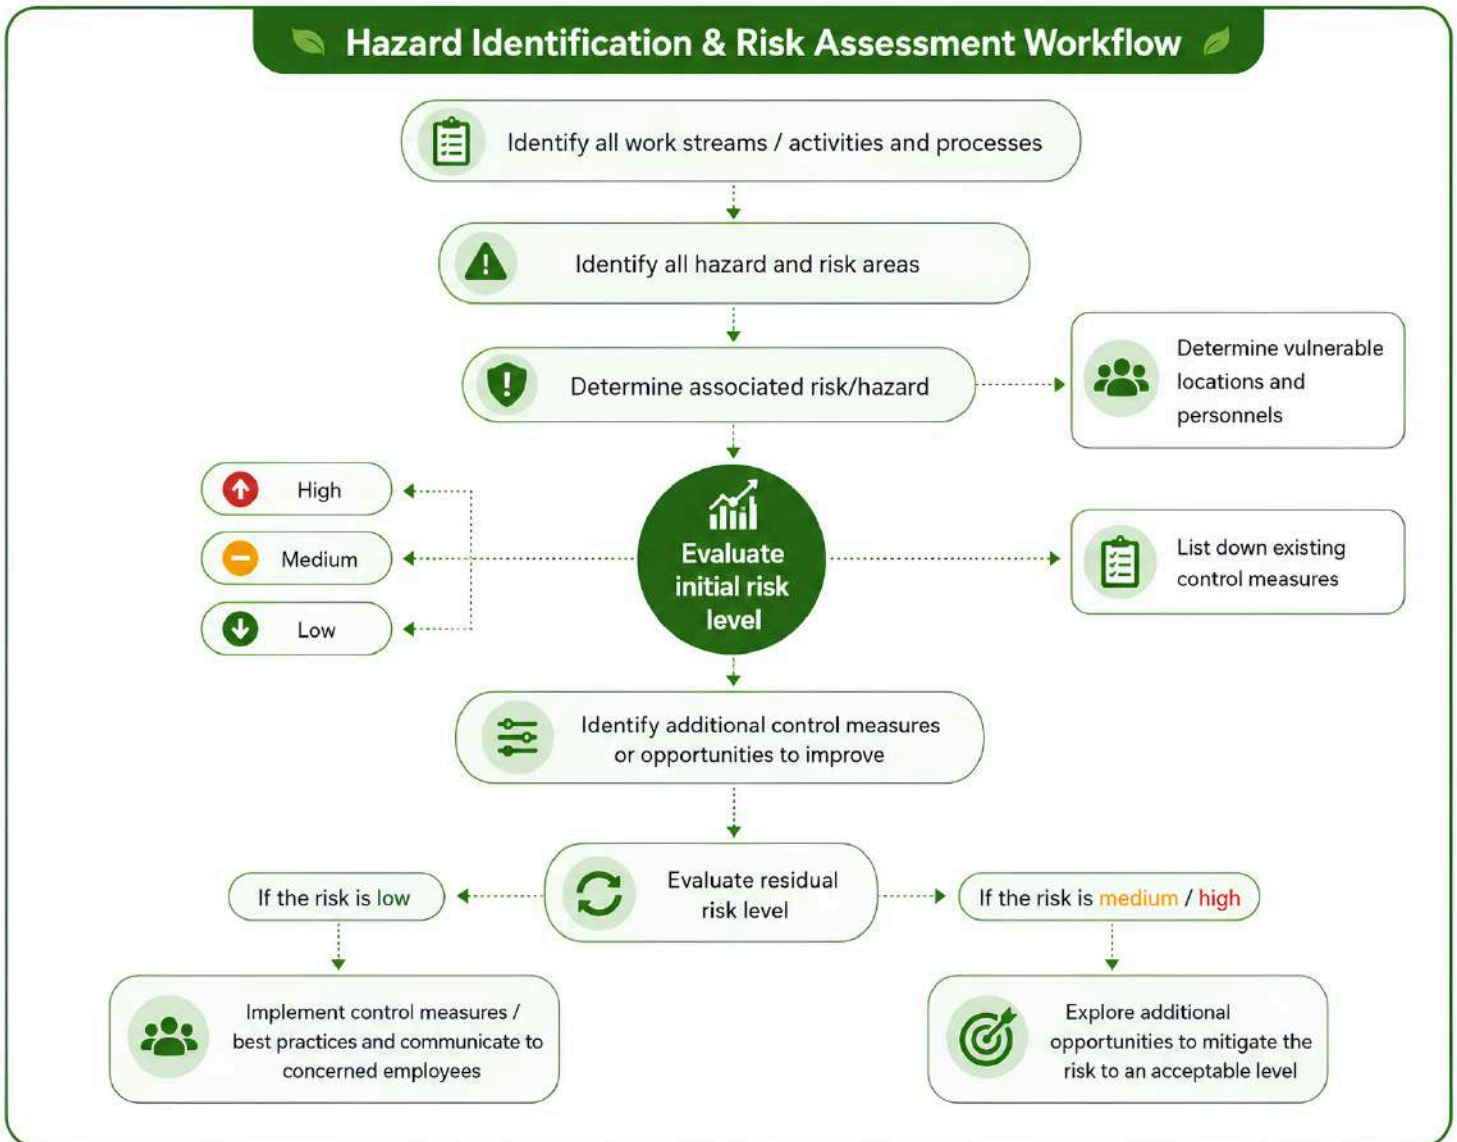 Hazard Identification & Risk Assessment Workflow
Identify all work streams / activities and processes
Identify all hazard and risk areas
Determine associated risk/hazard
Determine vulnerable
locations and
personnels
High
Medium
Low
Evaluate
initial risk
level
List down existing
control measures
Identify additional control measures
or opportunities to improve
Evaluate residual
risk level
If the risk is low
If the risk is medium / high
Implement control measures /
best practices and communicate to
concerned employees
Explore additional
opportunities to mitigate the
risk to an acceptable level